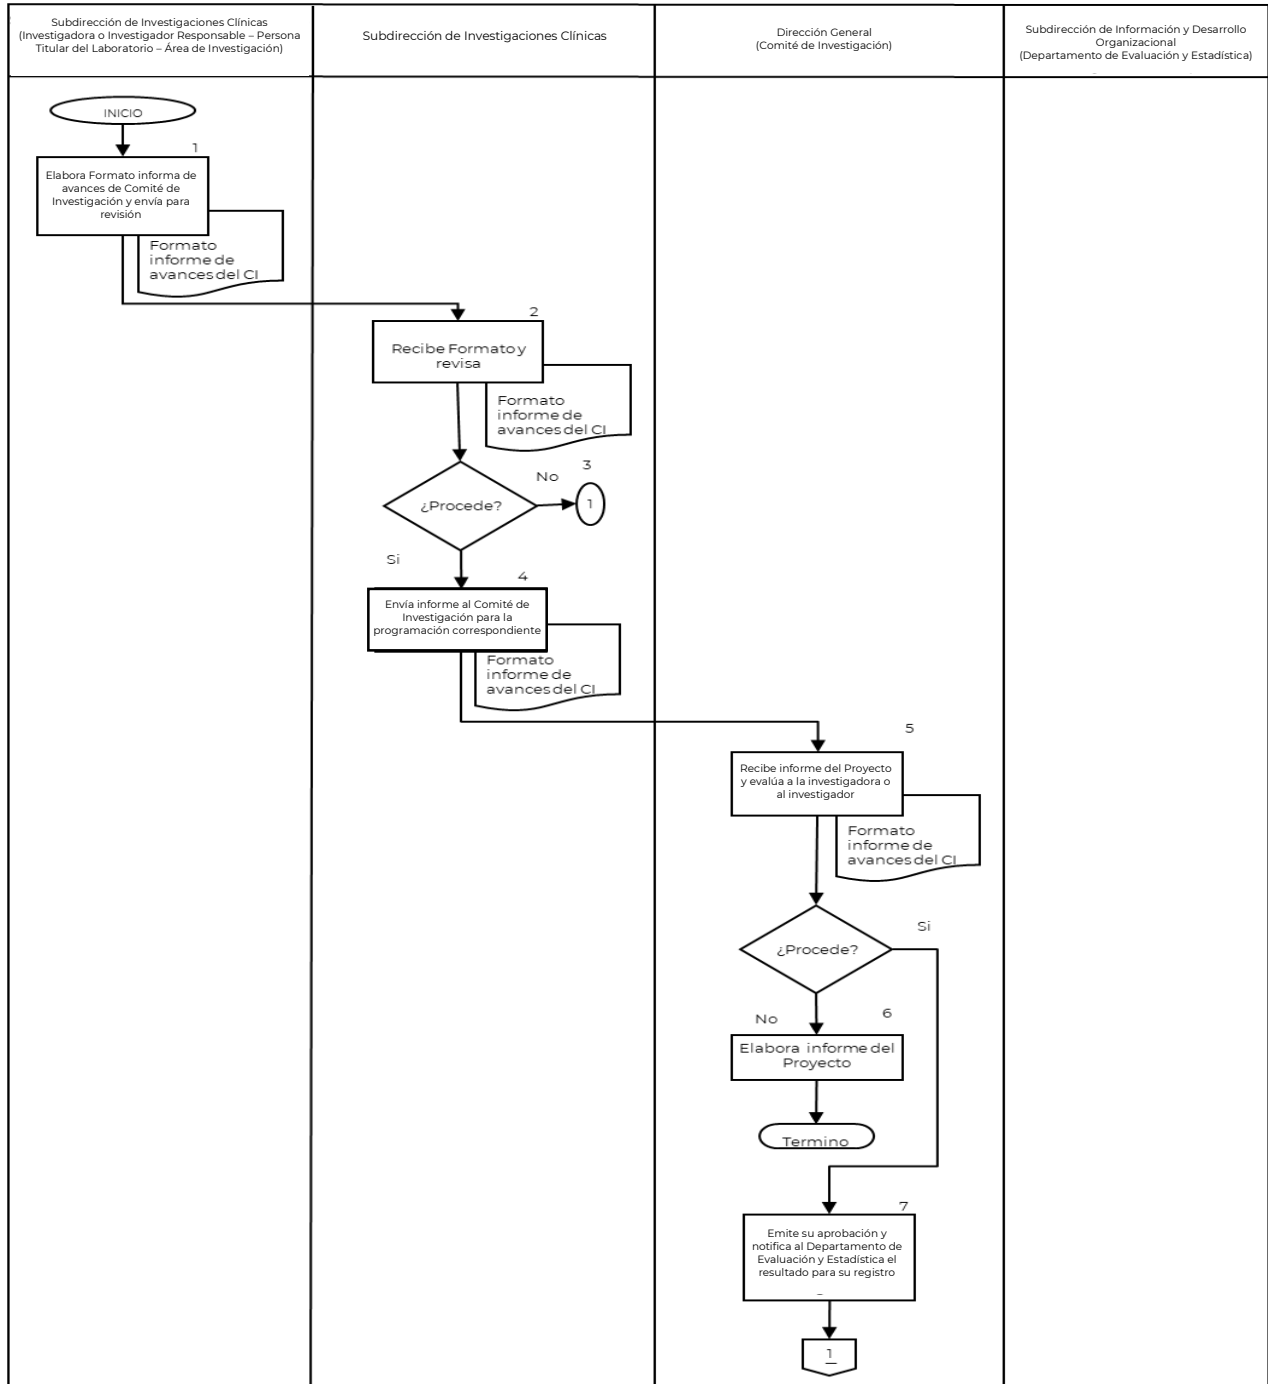 Subdirección de Investigaciones Clínicas
(Investigadora o Investigador Responsable – Persona
Titular del Laboratorio – Área de Investigación)
Subdirección de Investigaciones Clínicas
Dirección General
(Comité de Investigación)
Subdirección de Información y Desarrollo
Organizacional
(Departamento de Evaluación y Estadística)
INICIO
1
Elabora Formato informa de
avances de Comité de
Investigación y envía para
revisión
Formato
informe de
avances del CI
2
Recibe Formato y
revisa
Formato
informe de
avances del CI
3
No
¿Procede?
1
Si
4
Envía informe al Comité de
Investigación para la
programación correspondiente
Formato
informe de
avances del CI
5
Recibe informe del Proyecto
y evalúa a la investigadora o
al investigador
Formato
informe de
avances del CI
Si
¿Procede?
No
6
Elabora informe del
Proyecto
Termino
7
Emite su aprobación y
notifica al Departamento de
Evaluación y Estadística el
resultado para su registro
1